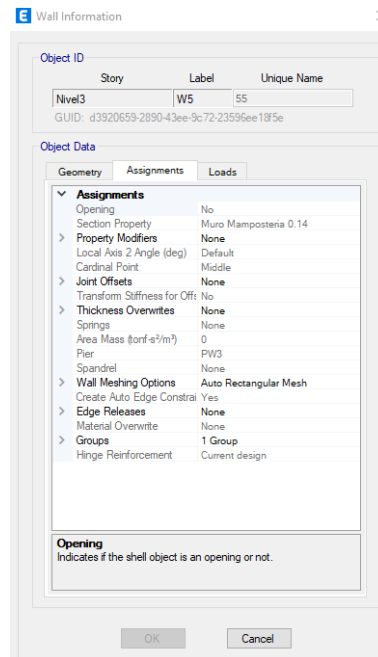 E Wall Information
Object ID
Story Label Unique Name
Nivel3 W5 55
GUID: d3920659-2890-43ee-9c72-23596ee18f5e
Object Data
Geometry Assignments Loads
Assignments
Opening No
Section Property Muro Mamposteria 0.14
Property Modifiers None
Local Axis 2 Angle (deg) Default
Cardinal Point Middle
Joint Offsets None
Transform Stiffness for Offs No
Thickness Overwrites None
Springs None
Area Mass (tonf-s²/m³) 0
Pier PW3
Spandrel None
Wall Meshing Options Auto Rectangular Mesh
Create Auto Edge Constrai Yes
Edge Releases None
Material Overwrite None
Groups 1 Group
Hinge Reinforcement Current design
Opening
Indicates if the shell object is an opening or not.
OK Cancel